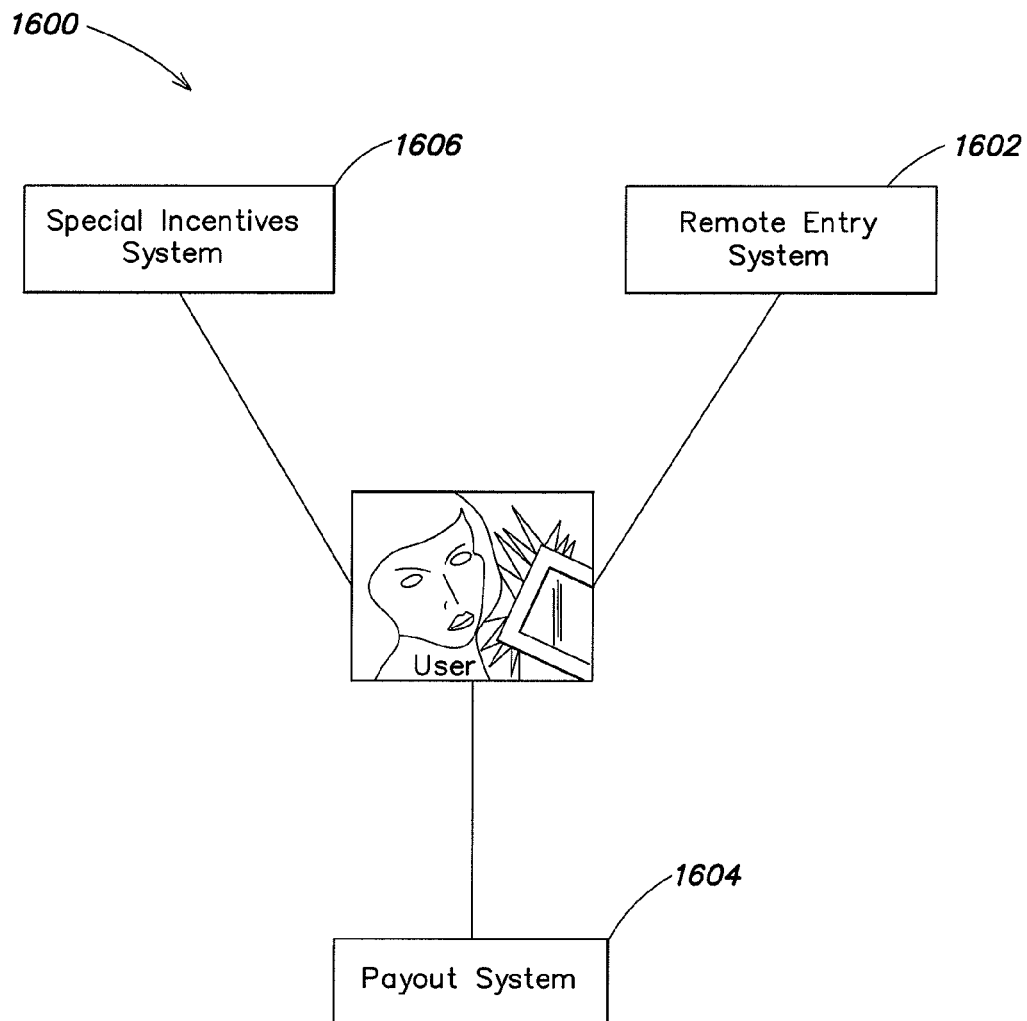 1600
1606
1602
Special Incentives
System
Remote Entry
System
User
1604
Payout System